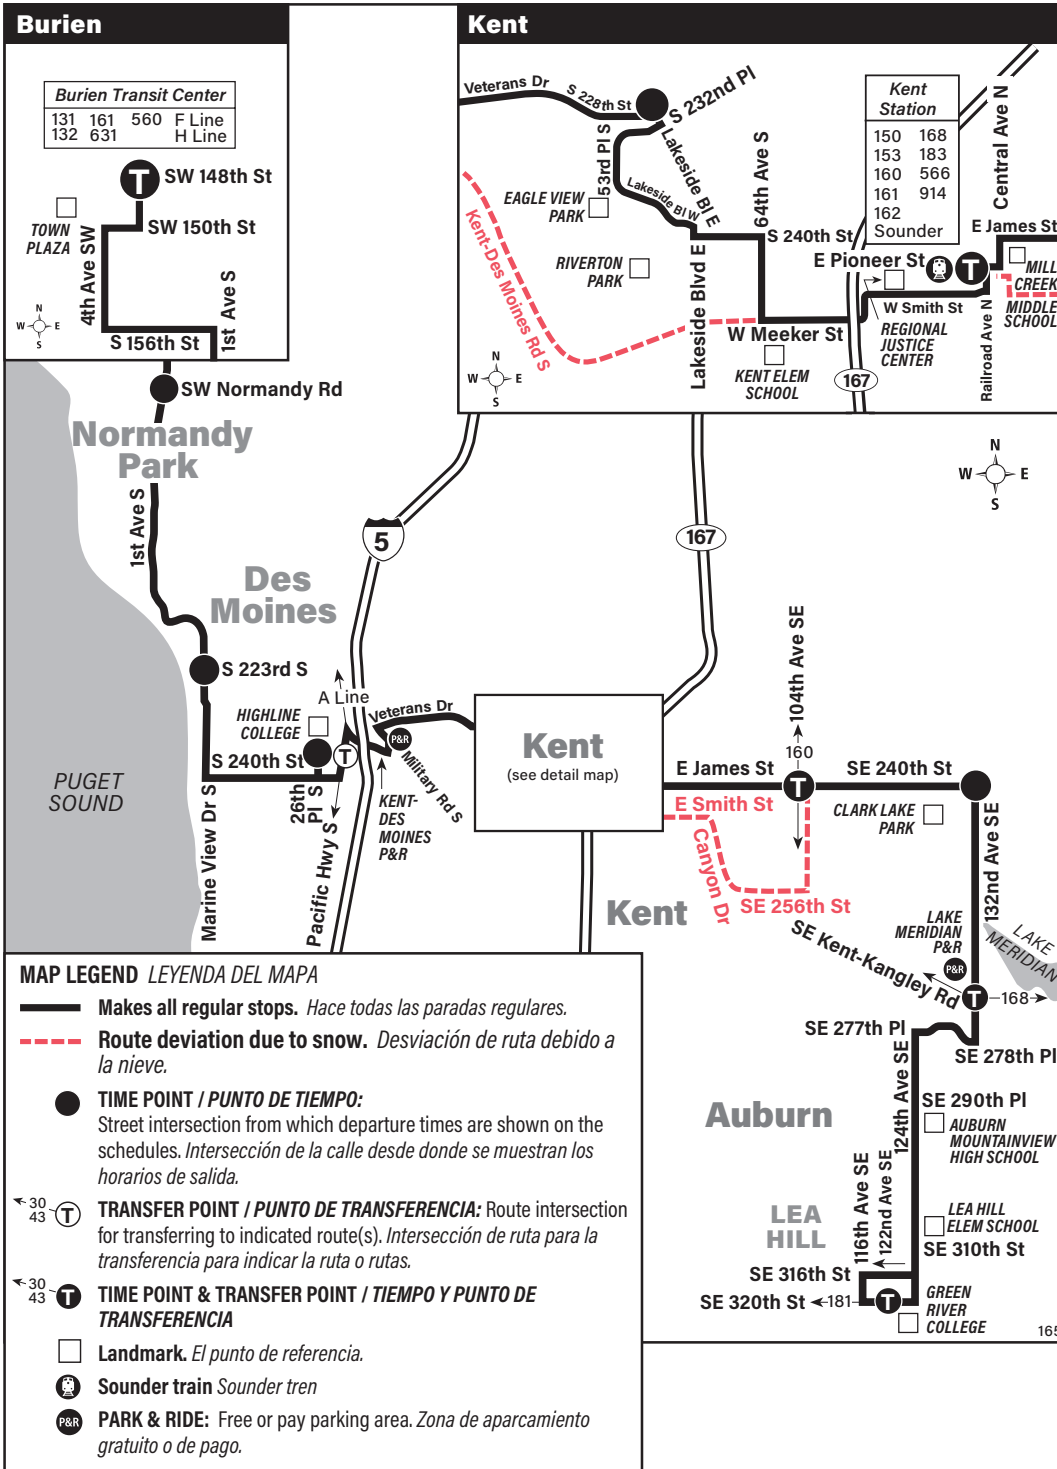 Burien
Burien Transit Center
131 161 560 F Line
132 631 H Line
T
SW 148th St
TOWN
PLAZA
SW 150th St
4th Ave SW
1st Ave S
N
W E
S
S 156th St
Kent
Veterans Dr
S 228th St
S 232nd Pl
53rd Pl S
Lakeside Bl E
Lakeside Bl W
EAGLE VIEW
PARK
RIVERTON
PARK
Kent-Des Moines Rd S
64th Ave S
S 240th St
Lakeside Blvd E
W Meeker St
KENT ELEM
SCHOOL
N
W E
S
Kent
Station
150 168
153 183
160 566
161 914
162
Sounder
Central Ave N
E James St
E Pioneer St
T
MILL
CREEK
MIDDLE
SCHOOL
W Smith St
REGIONAL
JUSTICE
CENTER
Railroad Ave N
167
SW Normandy Rd
Normandy
Park
1st Ave S
5
167
N
W E
S
Des
Moines
S 223rd S
A Line
Veterans Dr
HIGHLINE
COLLEGE
P&R
S 240th St
T
Military Rd S
26th
Pl S
KENT-
DES
MOINES
P&R
PUGET
SOUND
Marine View Dr S
Pacific Hwy S
Kent
(see detail map)
104th Ave SE
160
E James St
T
SE 240th St
E Smith St
CLARK LAKE
PARK
Canyon Dr
SE 256th St
132nd Ave SE
Kent
SE Kent-Kangley Rd
LAKE
MERIDIAN
P&R
P&R
LAKE
MERIDIAN
T
168
SE 277th Pl
SE 278th Pl
124th Ave SE
Auburn
SE 290th Pl
AUBURN
MOUNTAINVIEW
HIGH SCHOOL
116th Ave SE
122nd Ave SE
LEA
HILL
LEA HILL
ELEM SCHOOL
SE 310th St
SE 316th St
SE 320th St
181
T
GREEN
RIVER
COLLEGE
165
MAP LEGEND LEYENDA DEL MAPA
Makes all regular stops. Hace todas las paradas regulares.
Route deviation due to snow. Desviación de ruta debido a
la nieve.
TIME POINT / PUNTO DE TIEMPO:
Street intersection from which departure times are shown on the
schedules. Intersección de la calle desde donde se muestran los
horarios de salida.
30
43
T
TRANSFER POINT / PUNTO DE TRANSFERENCIA: Route intersection
for transferring to indicated route(s). Intersección de ruta para la
transferencia para indicar la ruta o rutas.
30
43
T
TIME POINT & TRANSFER POINT / TIEMPO Y PUNTO DE
TRANSFERENCIA
Landmark. El punto de referencia.
Sounder train Sounder tren
P&R
PARK & RIDE: Free or pay parking area. Zona de aparcamiento
gratuito o de pago.